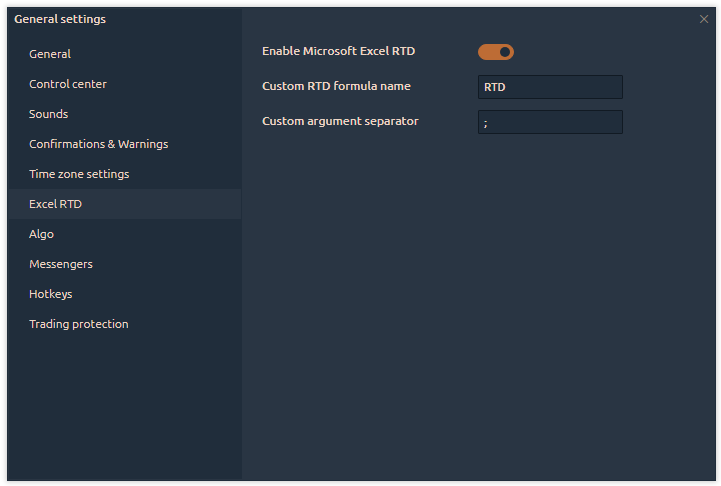 General settings
General
Control center
Sounds
Confirmations & Warnings
Time zone settings
Excel RTD
Algo
Messengers
Hotkeys
Trading protection
Enable Microsoft Excel RTD
Custom RTD formula name RTD
Custom argument separator ;